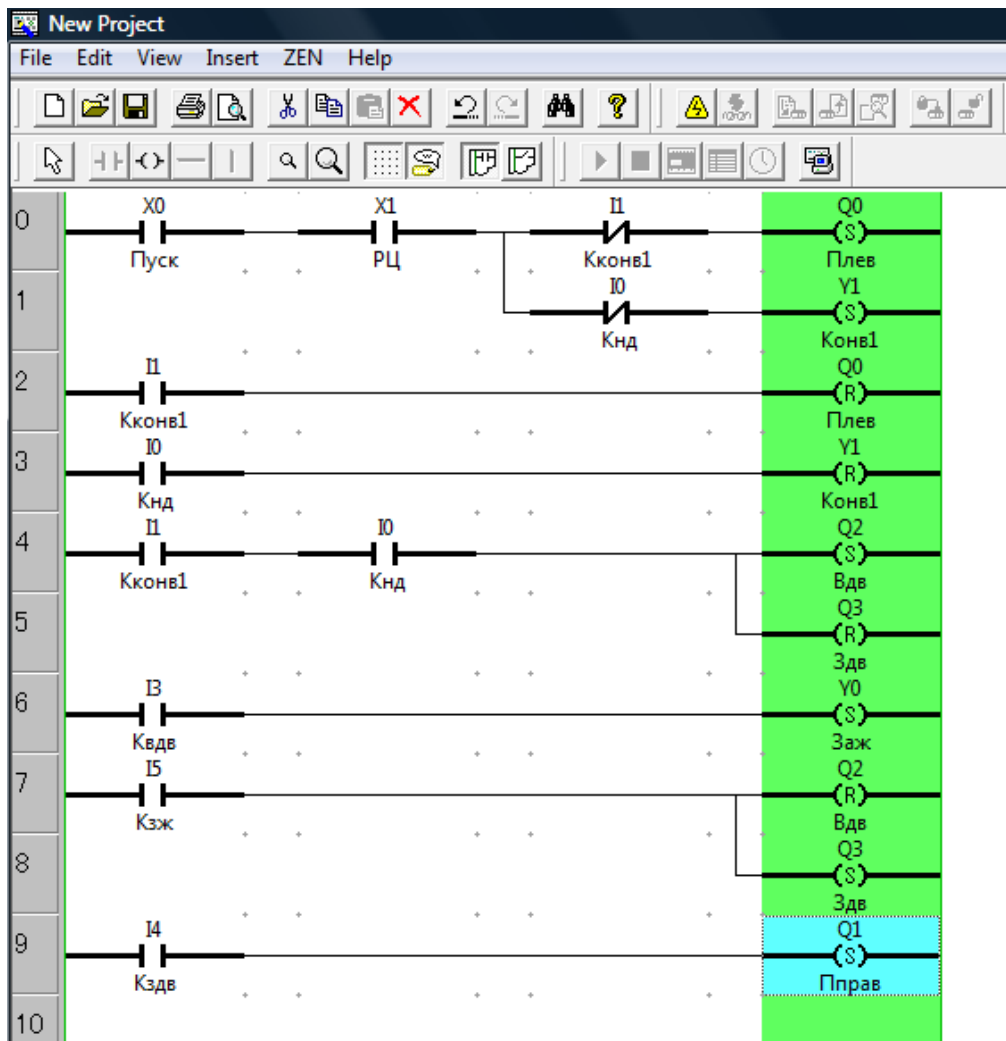 New Project
File Edit View Insert ZEN Help
0 X0 X1 I1 Q0
S
Пуск РЦ Кконв1 Плев
1 I0 Y1
S
Кнд Конв1
2 I1 Q0
R
Кконв1 Плев
3 I0 Y1
R
Кнд Конв1
4 I1 I0 Q2
S
Кконв1 Кнд Вдв
5 Q3
R
Здв
6 I3 Y0
S
Квдв Заж
7 I5 Q2
R
Кзж Вдв
8 Q3
S
Здв
9 I4 Q1
S
Кздв Пправ
10